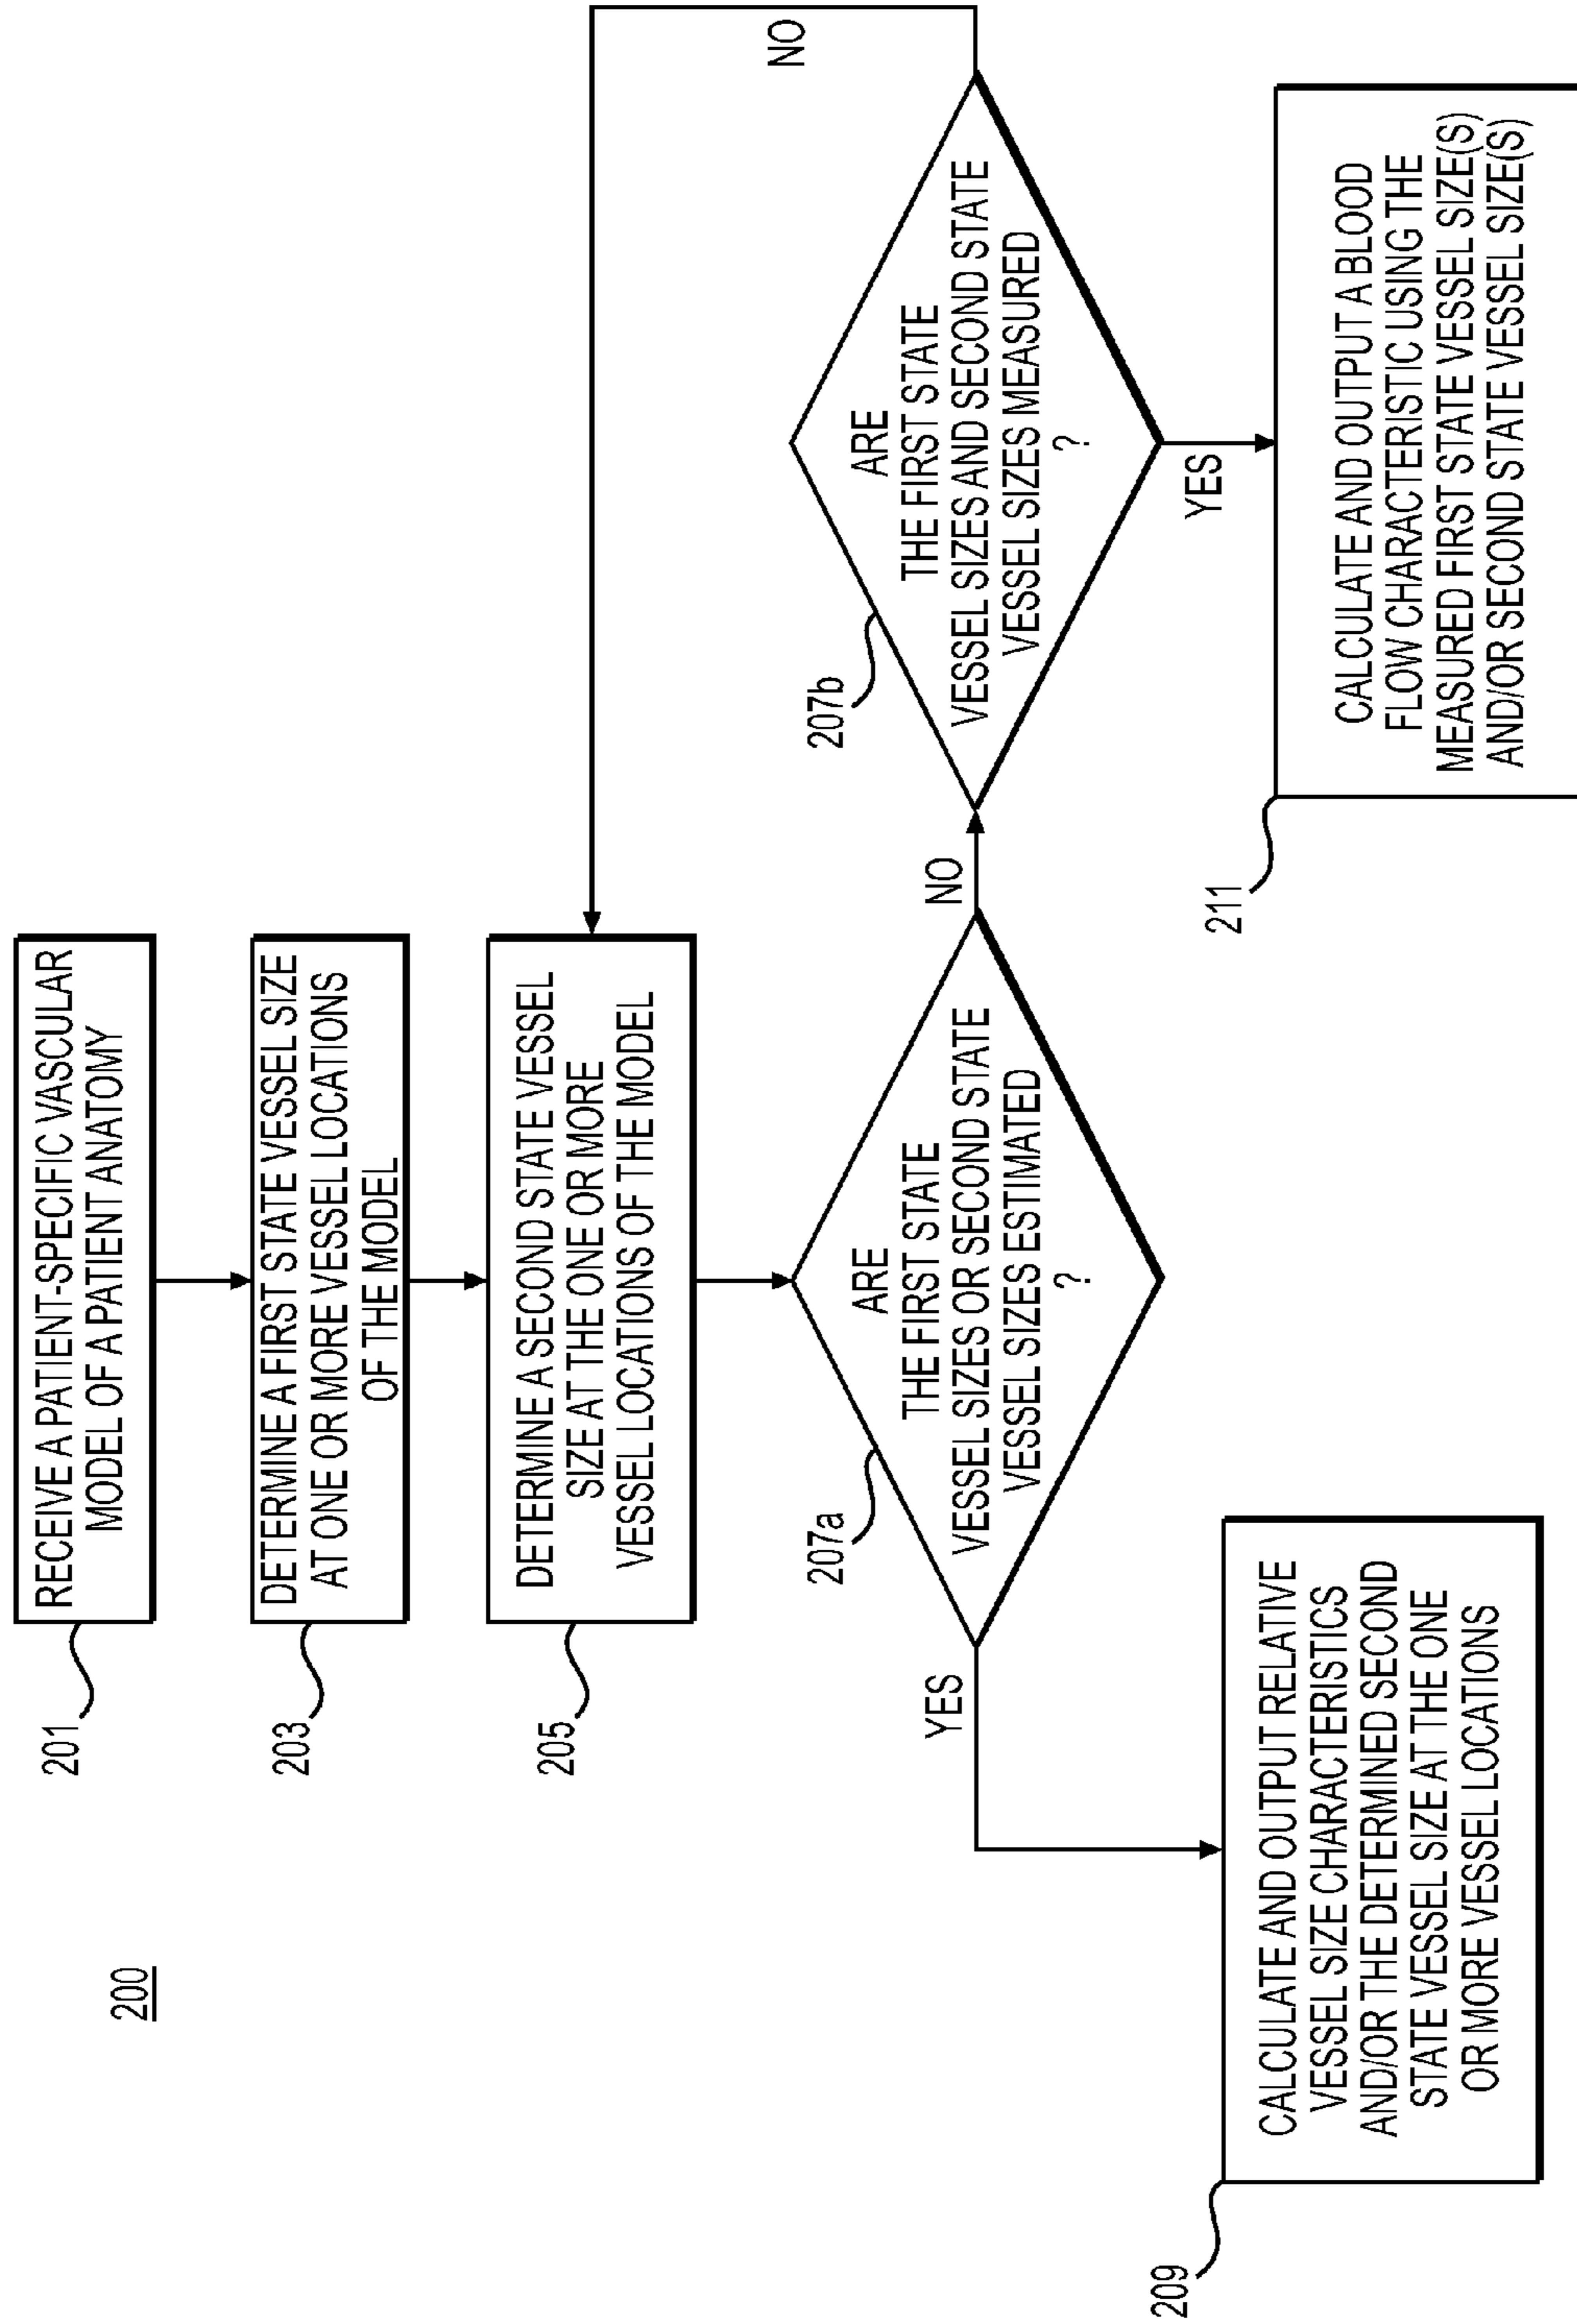 200
201
RECEIVE A PATIENT-SPECIFIC VASCULAR
MODEL OF A PATIENT ANATOMY
203
DETERMINE A FIRST STATE VESSEL SIZE
AT ONE OR MORE VESSEL LOCATIONS
OF THE MODEL
205
DETERMINE A SECOND STATE VESSEL
SIZE AT THE ONE OR MORE
VESSEL LOCATIONS OF THE MODEL
207a
ARE
THE FIRST STATE
VESSEL SIZES OR SECOND STATE
VESSEL SIZES ESTIMATED
?
YES
NO
207b
ARE
THE FIRST STATE
VESSEL SIZES AND SECOND STATE
VESSEL SIZES MEASURED
?
NO
YES
209
CALCULATE AND OUTPUT RELATIVE
VESSEL SIZE CHARACTERISTICS
AND/OR THE DETERMINED SECOND
STATE VESSEL SIZE AT THE ONE
OR MORE VESSEL LOCATIONS
211
CALCULATE AND OUTPUT A BLOOD
FLOW CHARACTERISTIC USING THE
MEASURED FIRST STATE VESSEL SIZE(S)
AND/OR SECOND STATE VESSEL SIZE(S)